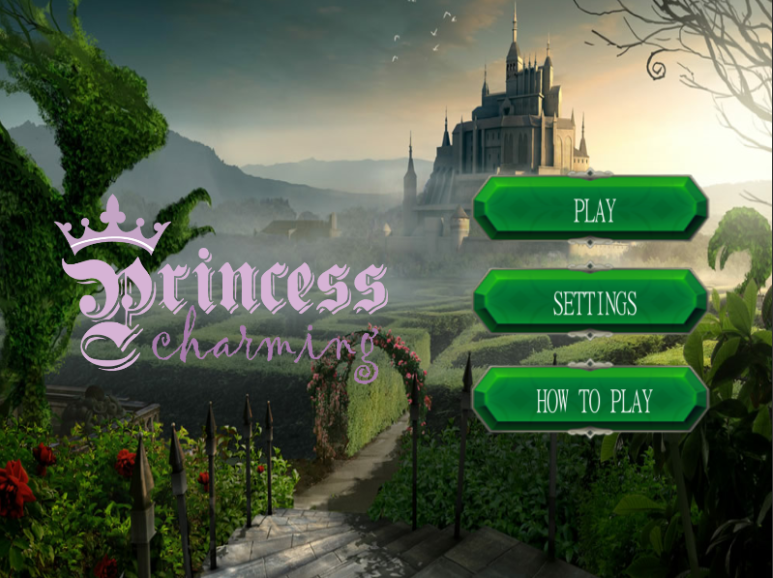 Princess
charming
PLAY
SETTINGS
HOW TO PLAY